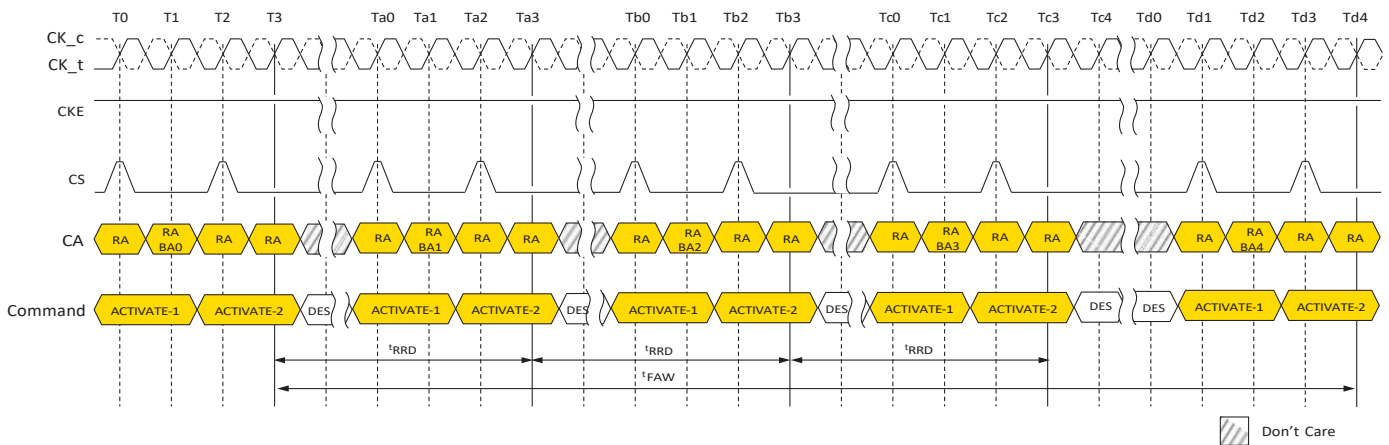 T0 T1 T2 T3 Ta0 Ta1 Ta2 Ta3 Tb0 Tb1 Tb2 Tb3 Tc0 Tc1 Tc2 Tc3 Tc4 Td0 Td1 Td2 Td3 Td4
CK_c
CK_t
CKE
CS
CA RA RA BA0 RA RA RA RA BA1 RA RA RA RA BA2 RA RA RA RA BA3 RA RA RA RA BA4 RA RA
Command ACTIVATE-1 ACTIVATE-2 DES ACTIVATE-1 ACTIVATE-2 DES ACTIVATE-1 ACTIVATE-2 DES ACTIVATE-1 ACTIVATE-2 DES DES ACTIVATE-1 ACTIVATE-2
tRRD tRRD tRRD
tFAW
Don't Care